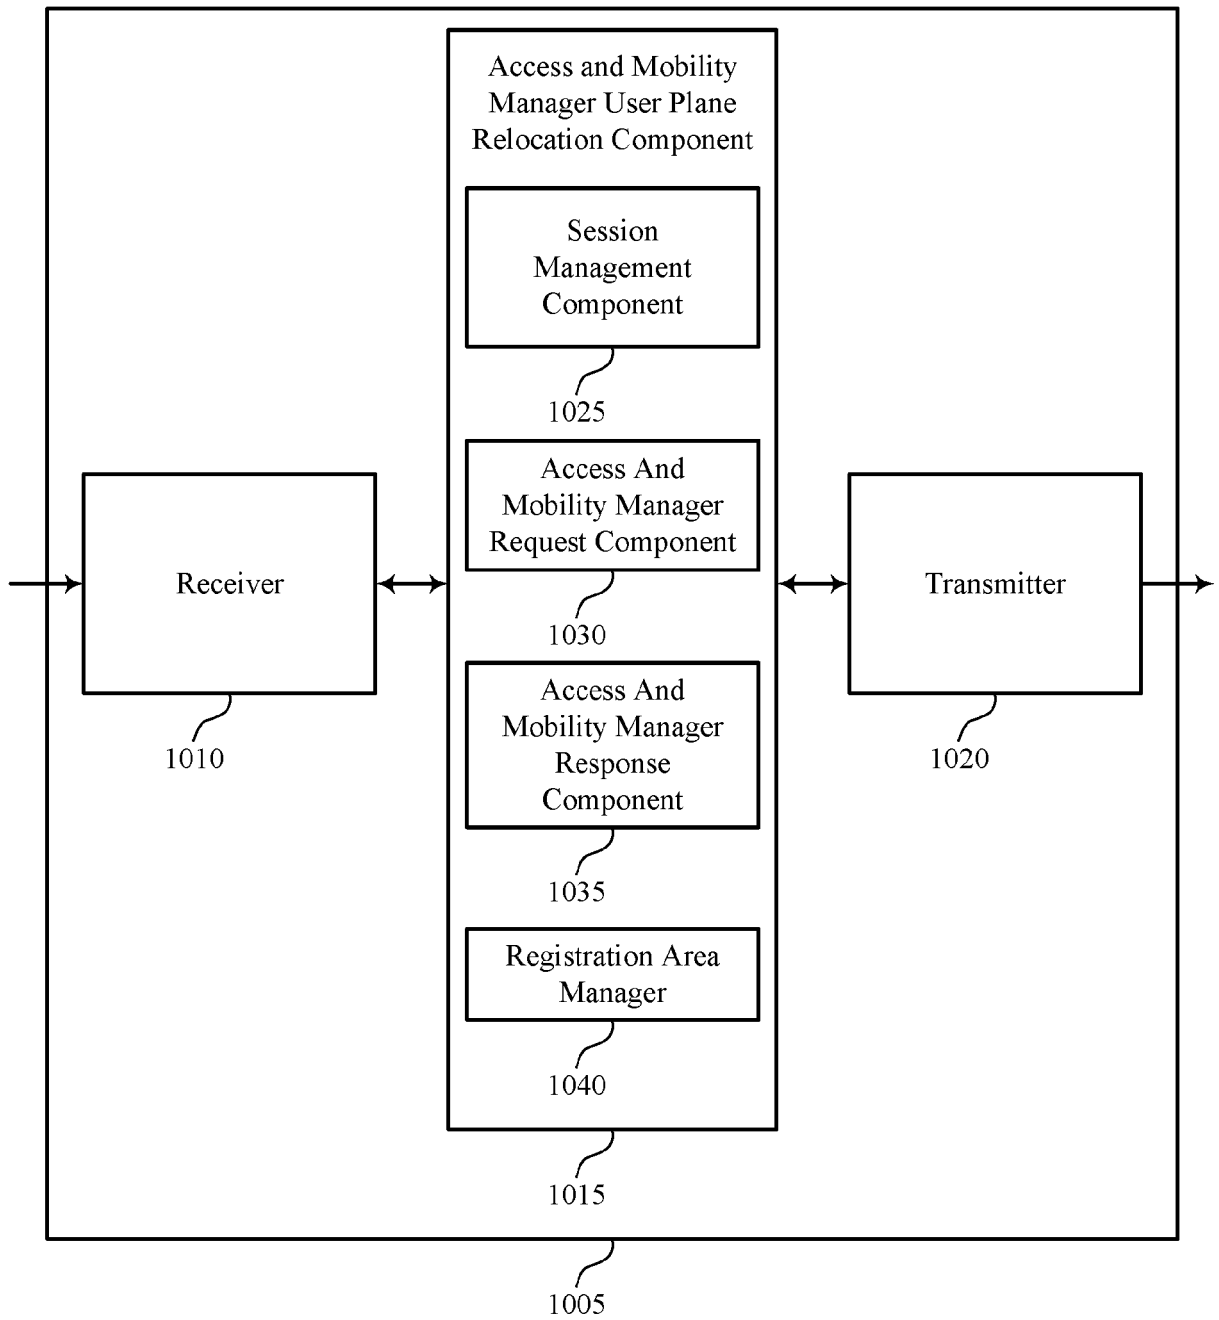 Access and Mobility
Manager User Plane
Relocation Component
Session
Management
Component
1025
Access And
Mobility Manager
Request Component
1030
Receiver
1010
Transmitter
1020
Access And
Mobility Manager
Response
Component
1035
Registration Area
Manager
1040
1015
1005